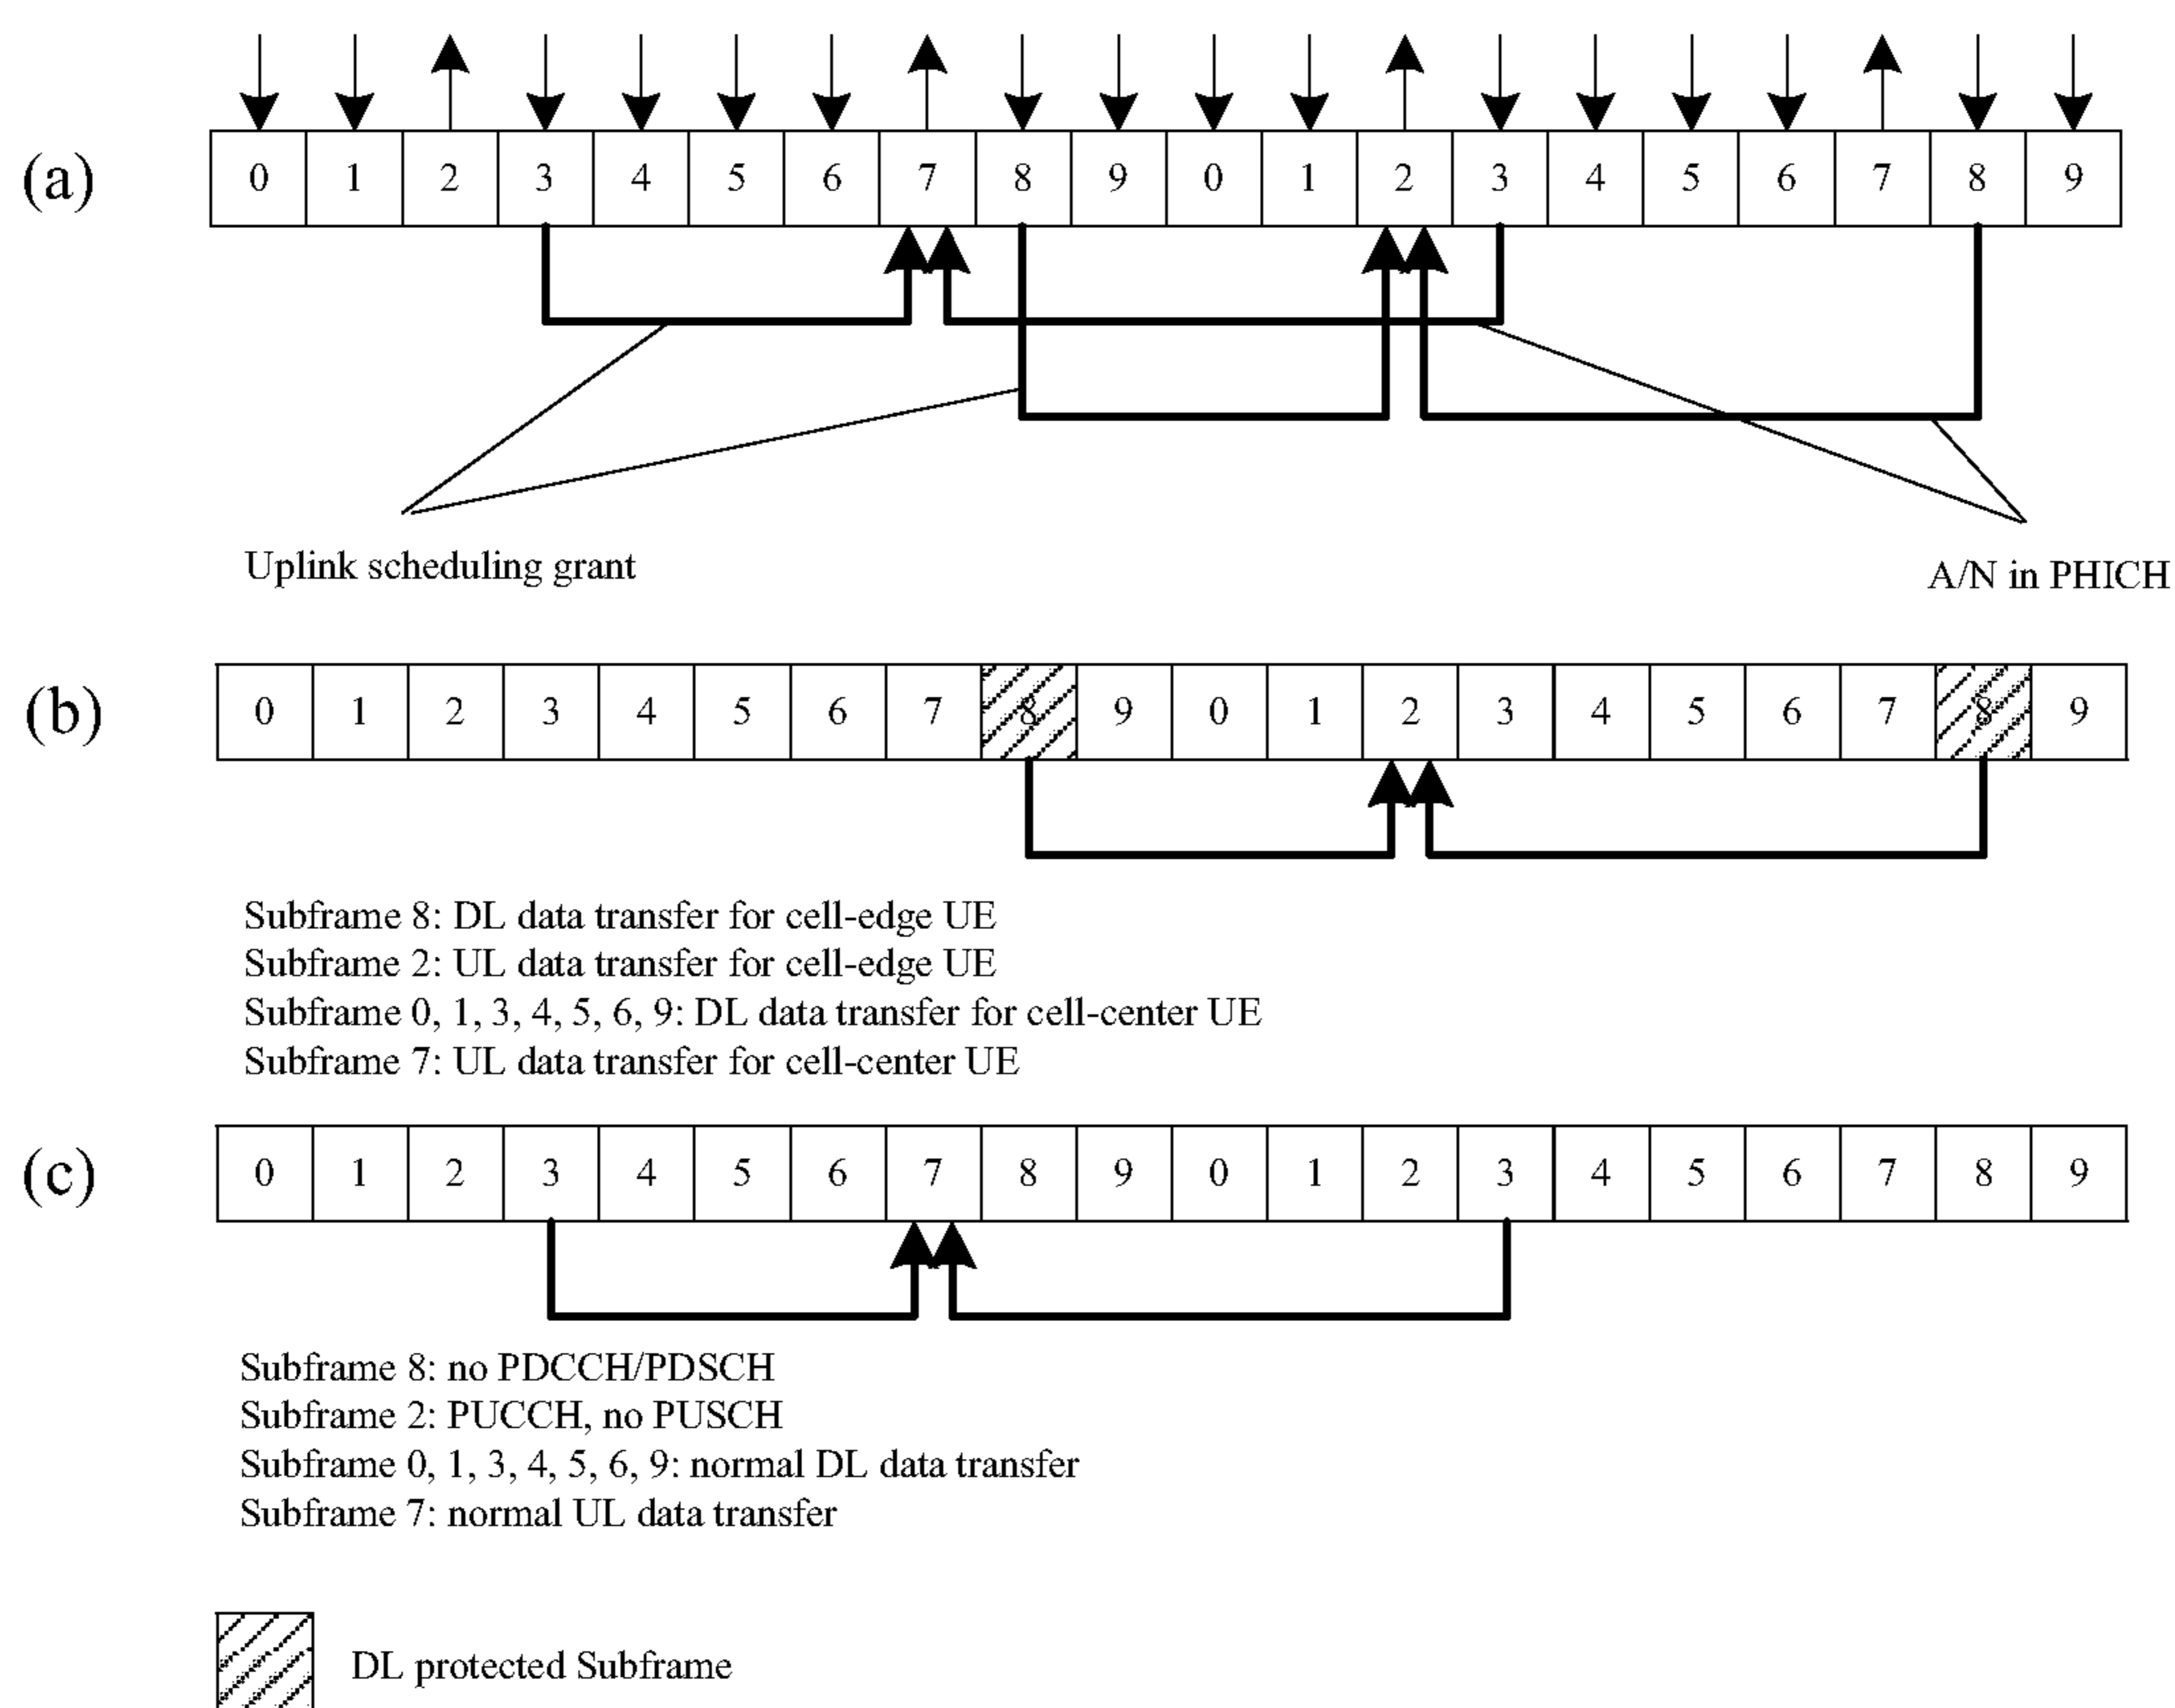 (a) 0 1 2 3 4 5 6 7 8 9 0 1 2 3 4 5 6 7 8 9
Uplink scheduling grant
A/N in PHICH
(b) 0 1 2 3 4 5 6 7 8 9 0 1 2 3 4 5 6 7 8 9
Subframe 8: DL data transfer for cell-edge UE
Subframe 2: UL data transfer for cell-edge UE
Subframe 0, 1, 3, 4, 5, 6, 9: DL data transfer for cell-center UE
Subframe 7: UL data transfer for cell-center UE
(c) 0 1 2 3 4 5 6 7 8 9 0 1 2 3 4 5 6 7 8 9
Subframe 8: no PDCCH/PDSCH
Subframe 2: PUCCH, no PUSCH
Subframe 0, 1, 3, 4, 5, 6, 9: normal DL data transfer
Subframe 7: normal UL data transfer
DL protected Subframe